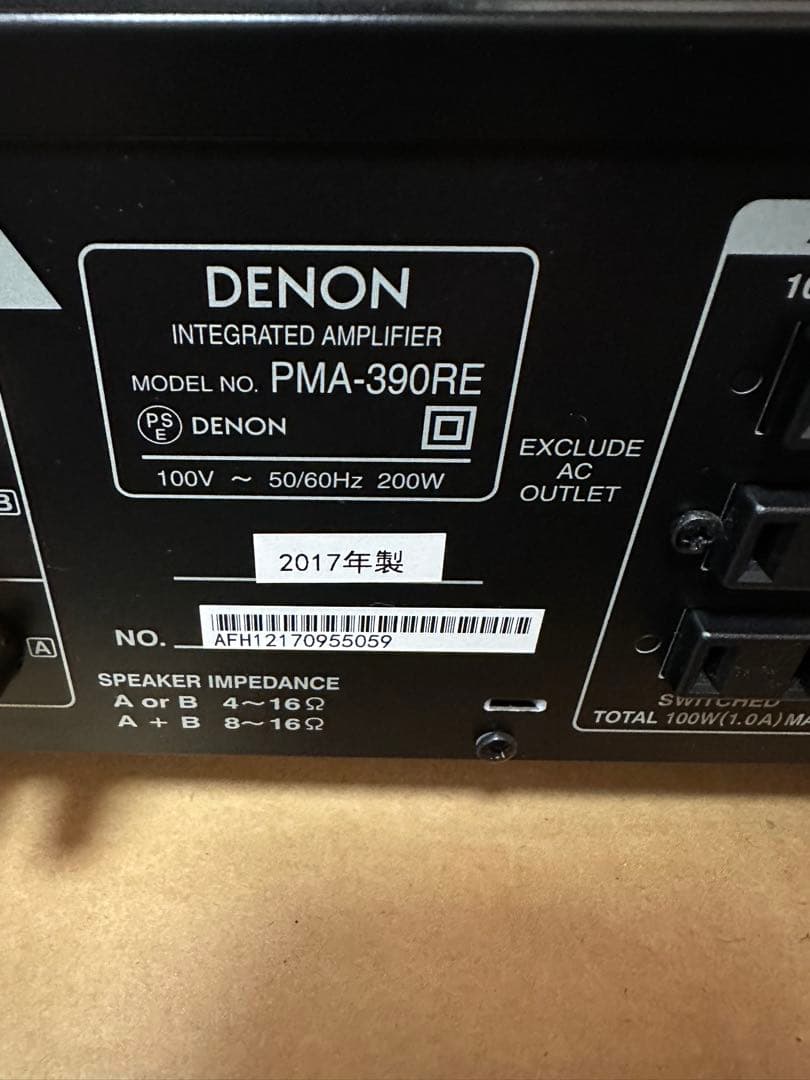 DENON
INTEGRATED AMPLIFIER
MODEL NO. PMA-390RE
PS
E
DENON
100V ～ 50/60Hz 200W
EXCLUDE
AC
OUTLET
2017年製
NO.
AFH12170955059
SPEAKER IMPEDANCE
A or B 4～16Ω
A + B 8～16Ω
B
A
SWITCHED
TOTAL 100W(1.0A)